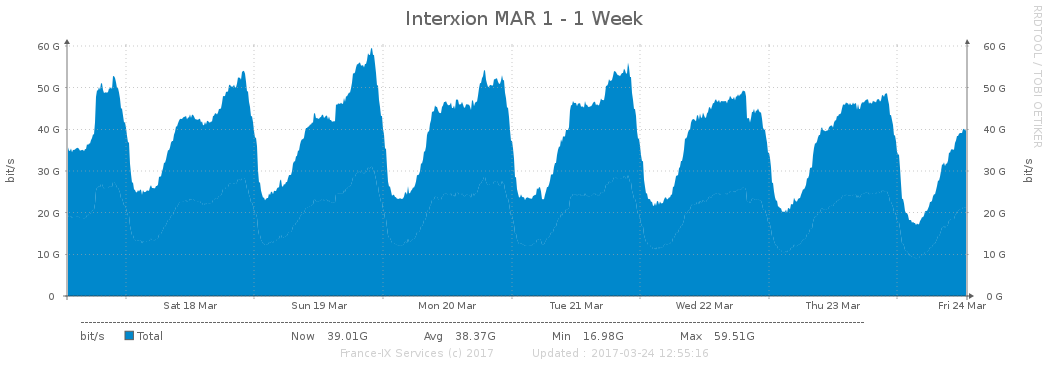 Interxion MAR 1 - 1 Week
RRDTOOL / TOBI OETIKER
bit/s
60 G
50 G
40 G
30 G
20 G
10 G
0
60 G
50 G
40 G
30 G
20 G
10 G
0 G
bit/s
Sat 18 Mar Sun 19 Mar Mon 20 Mar Tue 21 Mar Wed 22 Mar Thu 23 Mar Fri 24 Mar
bit/s Total Now 39.01G Avg 38.37G Min 16.98G Max 59.51G
France-IX Services (c) 2017 Updated : 2017-03-24 12:55:16